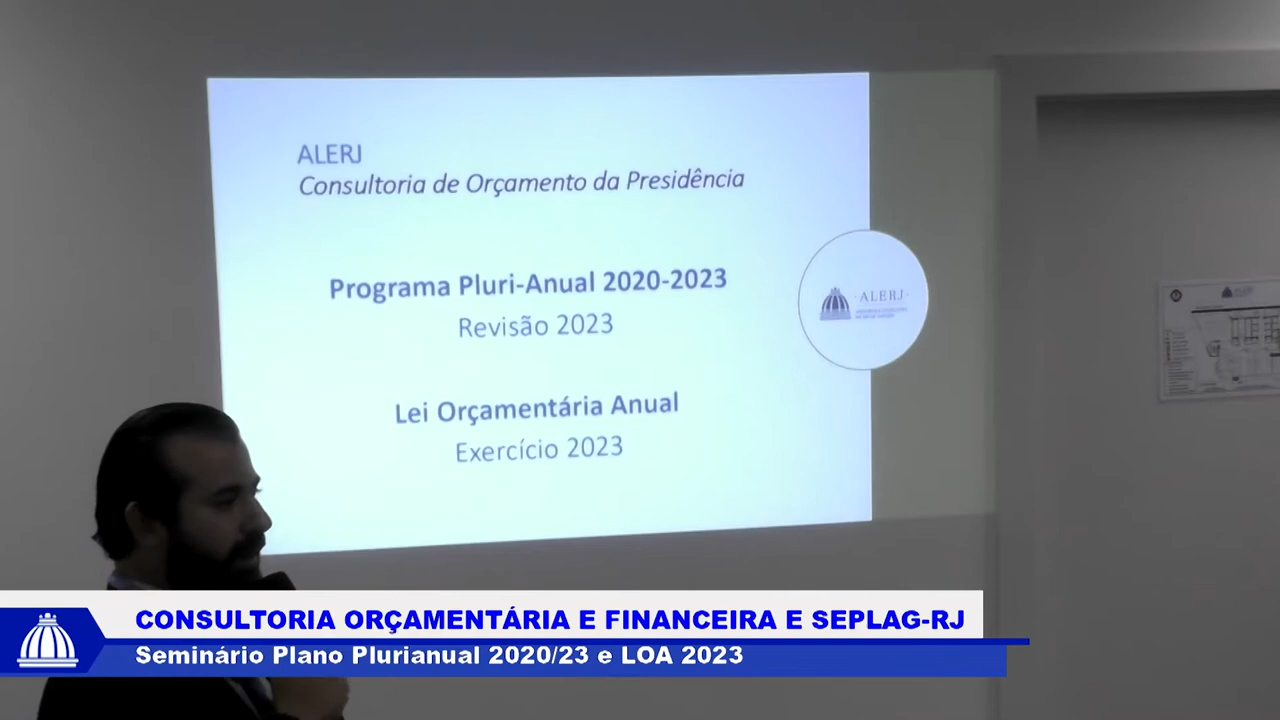 ALERJ
Consultoria de Orçamento da Presidência
Programa Pluri-Anual 2020-2023
Revisão 2023
Lei Orçamentária Anual
Exercício 2023
·ALERJ·
ALERJ
CONSULTORIA ORÇAMENTÁRIA E FINANCEIRA E SEPLAG-RJ
Seminário Plano Plurianual 2020/23 e LOA 2023